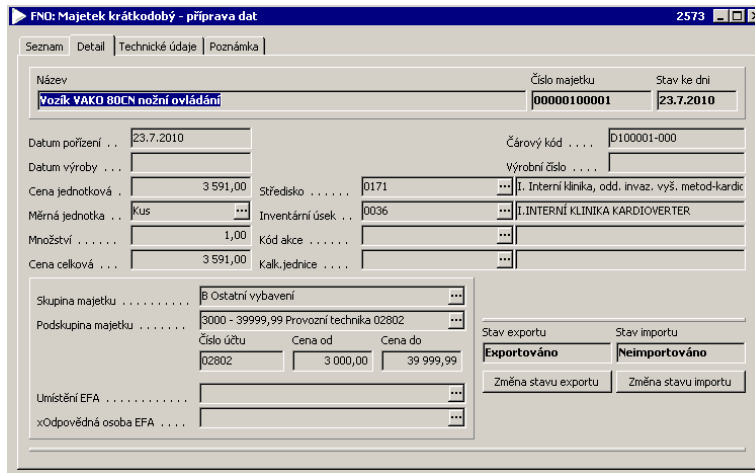 FNO: Majetek krátkodobý - příprava dat 2573
Seznam Detail Technické údaje Poznámka
Název Číslo majetku Stav ke dni
Vozík VAKO 80CN nožní ovládání 00000100001 23.7.2010
Datum pořízení . . 23.7.2010 Čárový kód . . . . D100001-000
Datum výroby . . . Výrobní číslo . . . .
Cena jednotková . 3 591,00 Středisko . . . . . . 0171 ... I. Interní klinika, odd. invaz. vyš. metod-kardio
Měrná jednotka . . Kus ... Inventární úsek . . 0036 ... I.INTERNÍ KLINIKA KARDIOVERTER
Množství . . . . . . 1,00 Kód akce . . . . . . ...
Cena celková . . . 3 591,00 Kalk.jednice . . . . ...
Skupina majetku . . . . . . . . . . B Ostatní vybavení ...
Podskupina majetku . . . . . . . 3000 - 39999,99 Provozní technika 02802 ...
Číslo účtu Cena od Cena do
02802 3 000,00 39 999,99
Stav exportu Stav importu
Exportováno Neimportováno
Změna stavu exportu Změna stavu importu
Umístění EFA . . . . . . . . . . . . ...
xOdpovědná osoba EFA . . . . ...